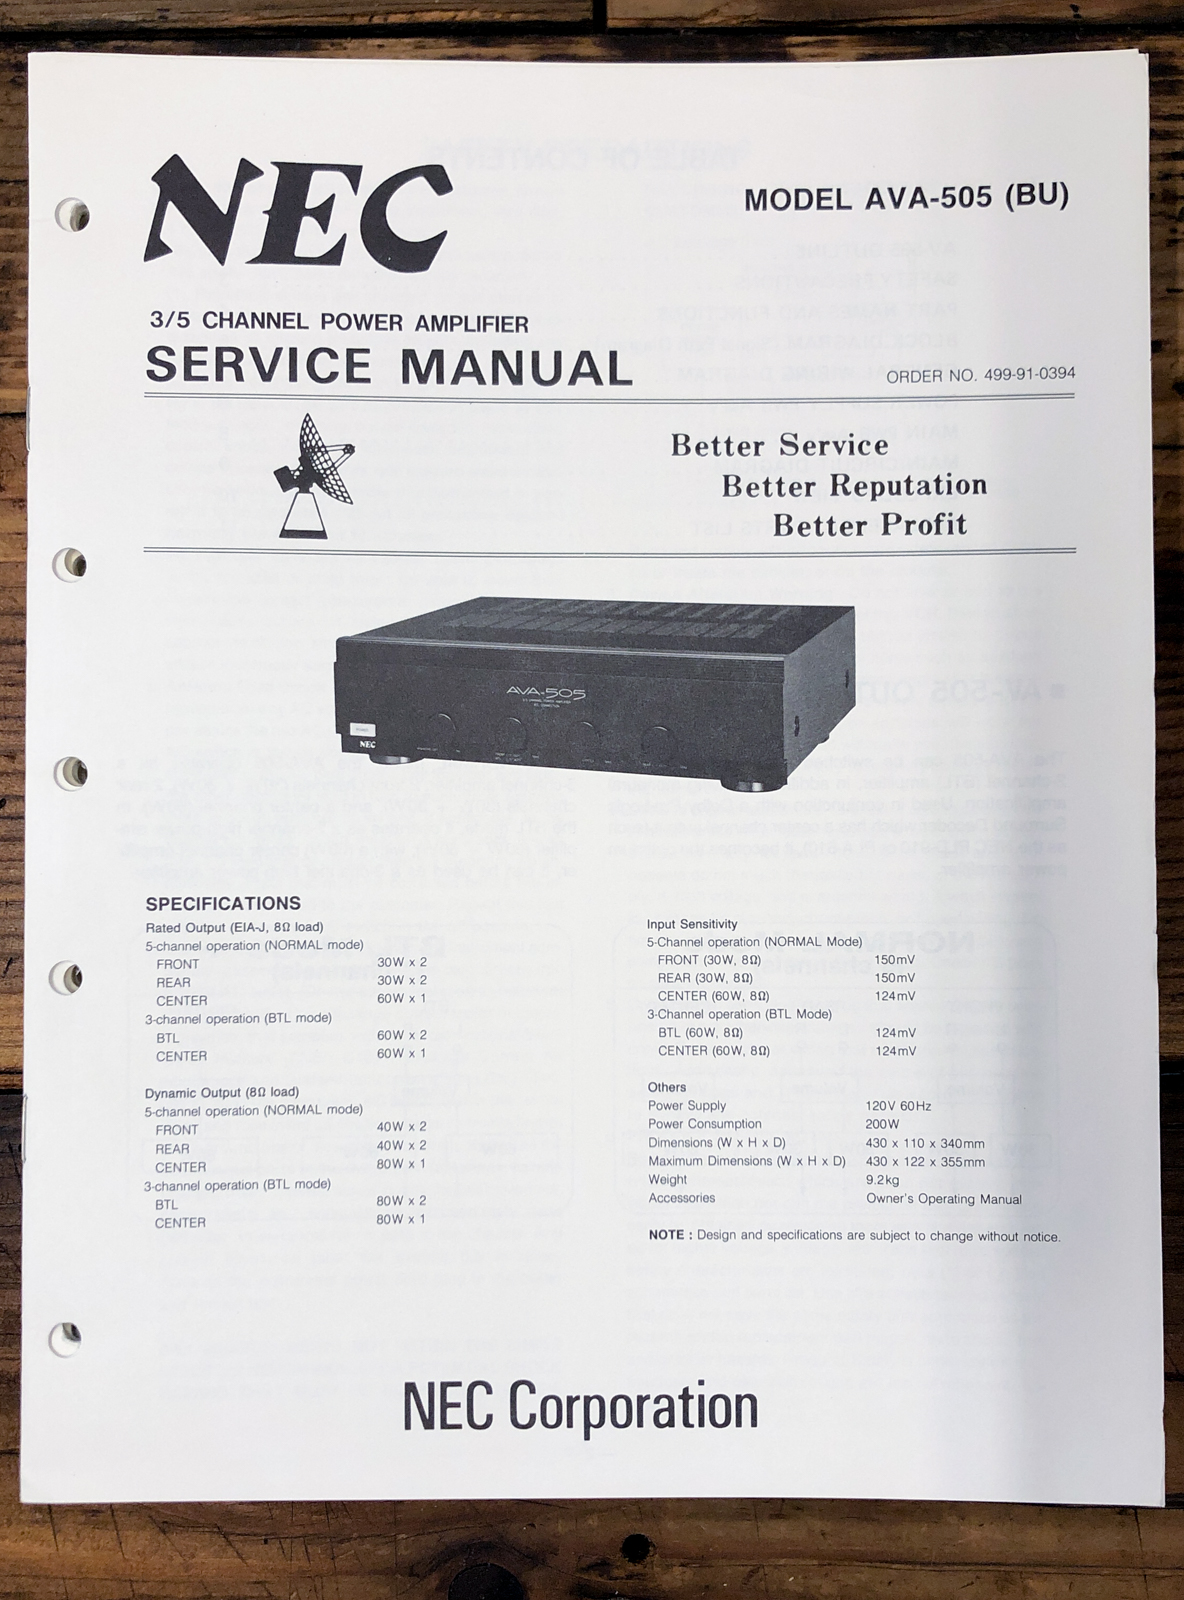 NEC
MODEL AVA-505 (BU)
3/5 CHANNEL POWER AMPLIFIER
SERVICE MANUAL
ORDER NO. 499-91-0394
Better Service
Better Reputation
Better Profit
AVA-505
NEC
SPECIFICATIONS
Rated Output (EIA-J, 8Ω load)
5-channel operation (NORMAL mode)
FRONT 30W x 2
REAR 30W x 2
CENTER 60W x 1
3-channel operation (BTL mode)
BTL 60W x 2
CENTER 60W x 1
Dynamic Output (8Ω load)
5-channel operation (NORMAL mode)
FRONT 40W x 2
REAR 40W x 2
CENTER 80W x 1
3-channel operation (BTL mode)
BTL 80W x 2
CENTER 80W x 1
Input Sensitivity
5-Channel operation (NORMAL Mode)
FRONT (30W, 8Ω) 150mV
REAR (30W, 8Ω) 150mV
CENTER (60W, 8Ω) 124mV
3-Channel operation (BTL Mode)
BTL (60W, 8Ω) 124mV
CENTER (60W, 8Ω) 124mV
Others
Power Supply 120V 60Hz
Power Consumption 200W
Dimensions (W x H x D) 430 x 110 x 340mm
Maximum Dimensions (W x H x D) 430 x 122 x 355mm
Weight 9.2kg
Accessories Owner's Operating Manual
NOTE : Design and specifications are subject to change without notice.
NEC Corporation